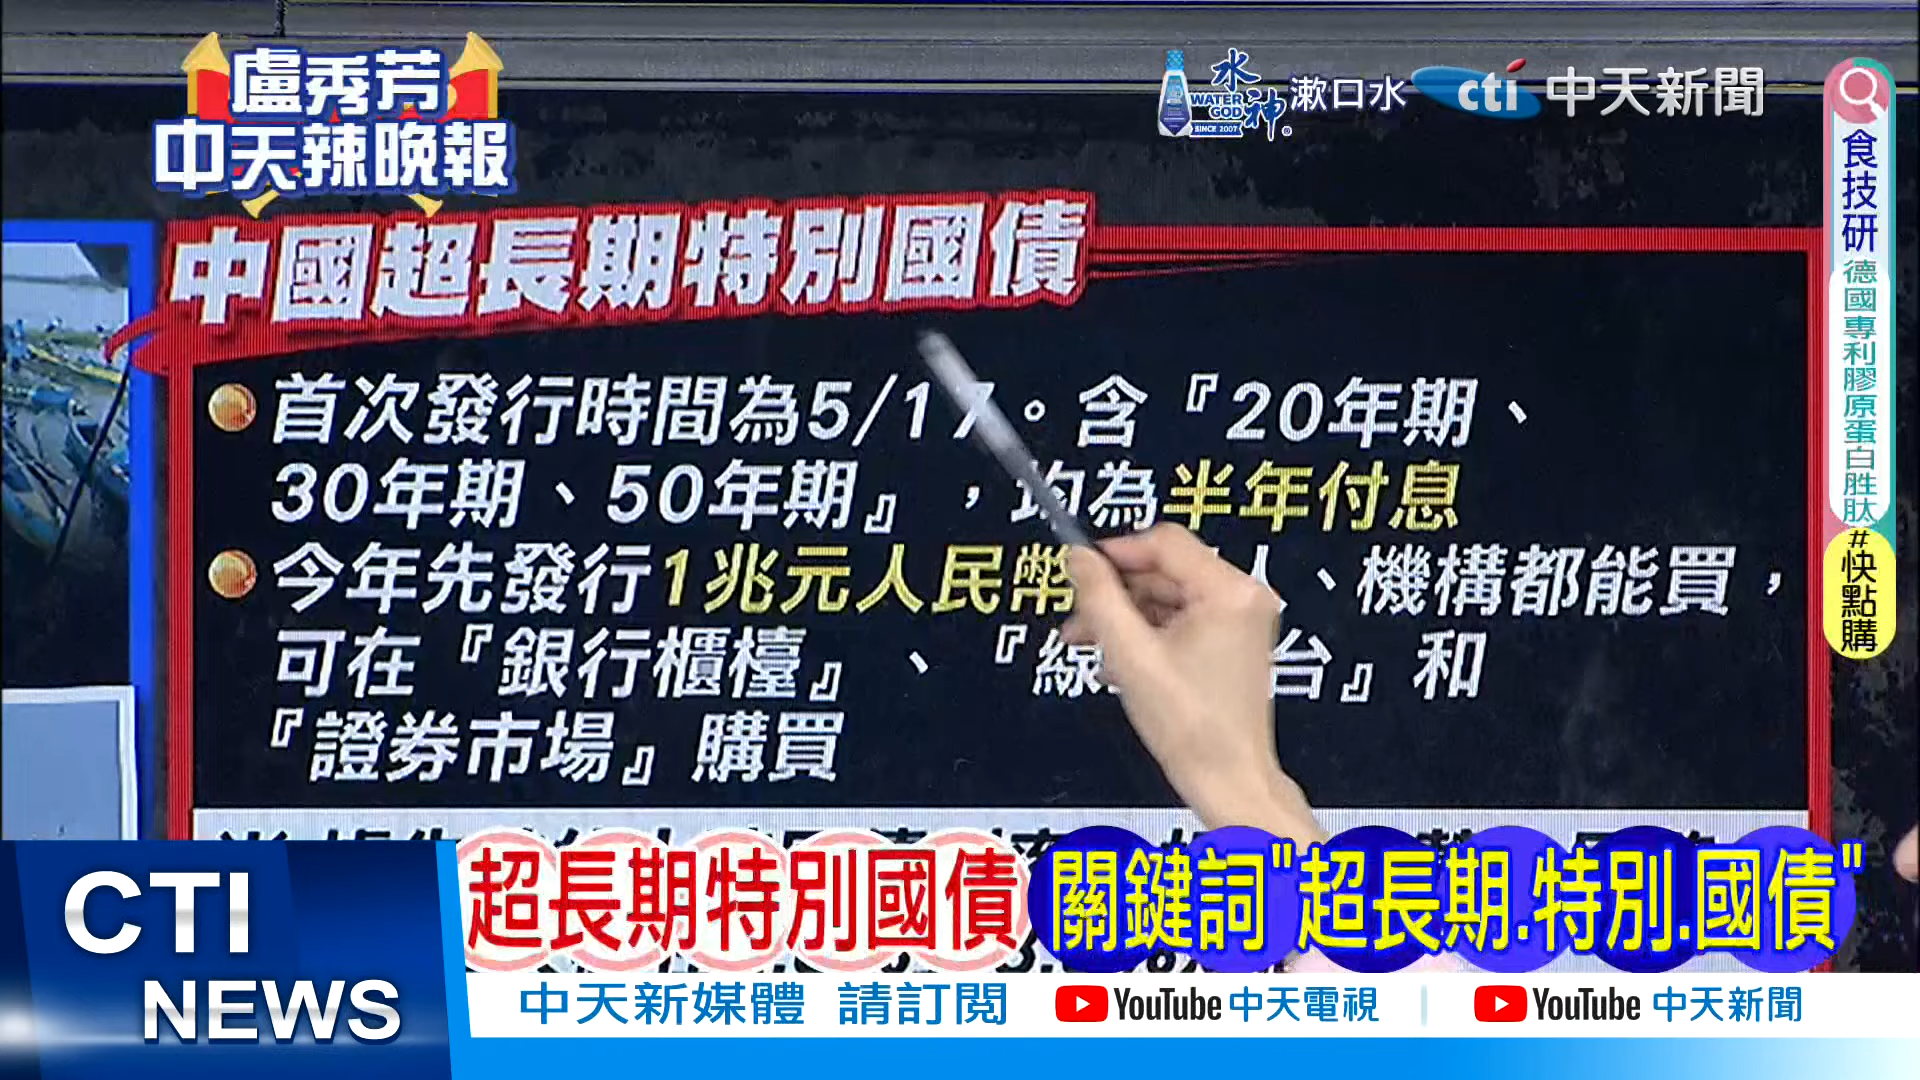 盧秀芳
中天辣晚報
水神
WATER GOD
SINCE 2007
漱口水
cti 中天新聞
食技研
德國專利膠原蛋白胜肽
#快點購
中國超長期特別國債
首次發行時間為5/17。含『20年期、
30年期、50年期』,均為半年付息
今年先發行1兆元人民幣 人、機構都能買,
可在『銀行櫃檯』、『線 台』和
『證券市場』購買
超長期特別國債 關鍵詞"超長期.特別.國債"
CTI
NEWS
中天新媒體 請訂閱 YouTube 中天電視 YouTube 中天新聞